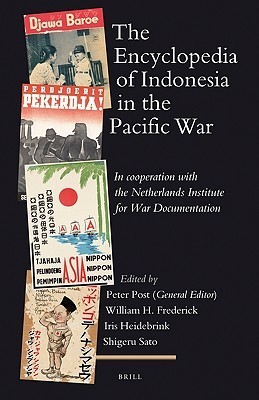 Djawa Baroe
PERDJOERIT
PEKERDJA!
TJAHAJA
PELINDOENG
PEMIMPIN
ASIA
NIPPON
NIPPON
NIPPON
The
Encyclopedia
of Indonesia
in the
Pacific War
In cooperation with
the Netherlands Institute
for War Documentation
Edited by
Peter Post (General Editor)
William H. Frederick
Iris Heidebrink
Shigeru Sato
BRILL